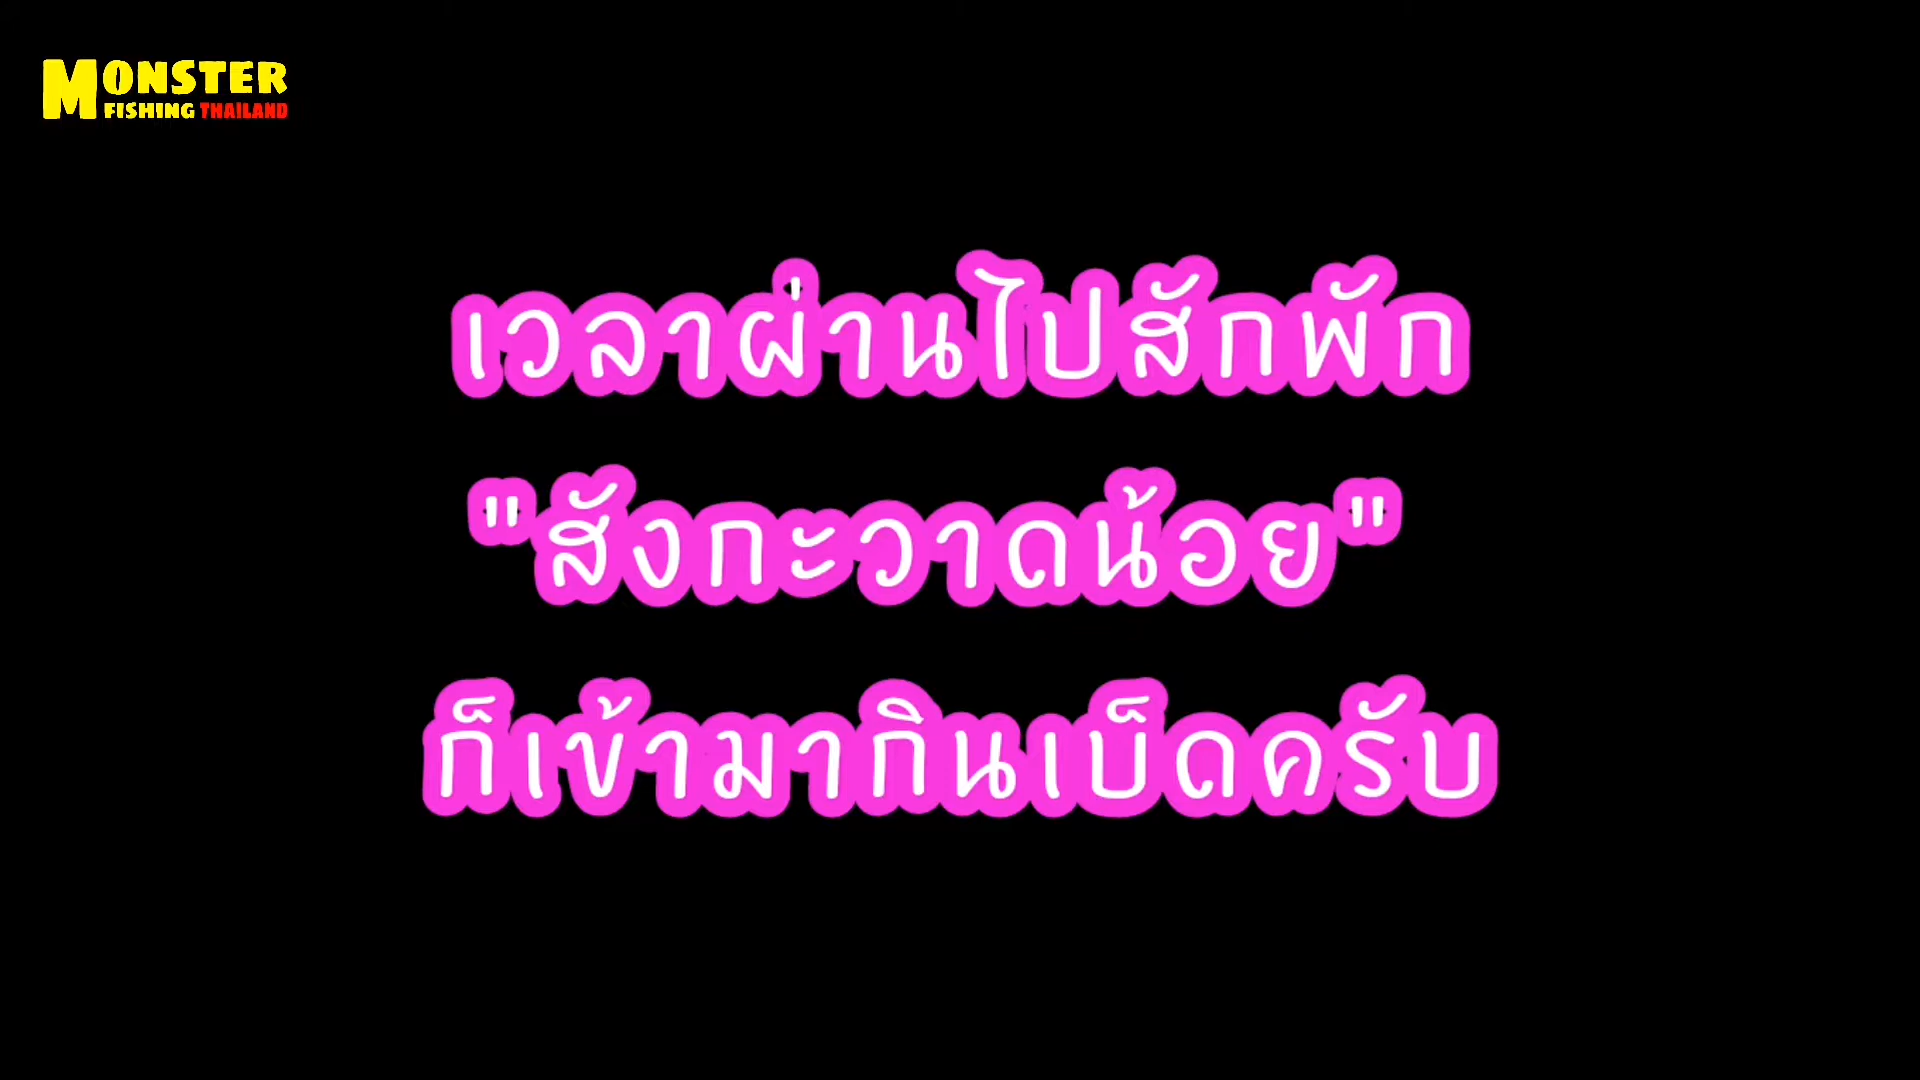 MONSTER
FISHING THAILAND
เวลาผ่านไปสักพัก
"สังกะวาดน้อย"
ก็เข้ามากินเบ็ดครับ